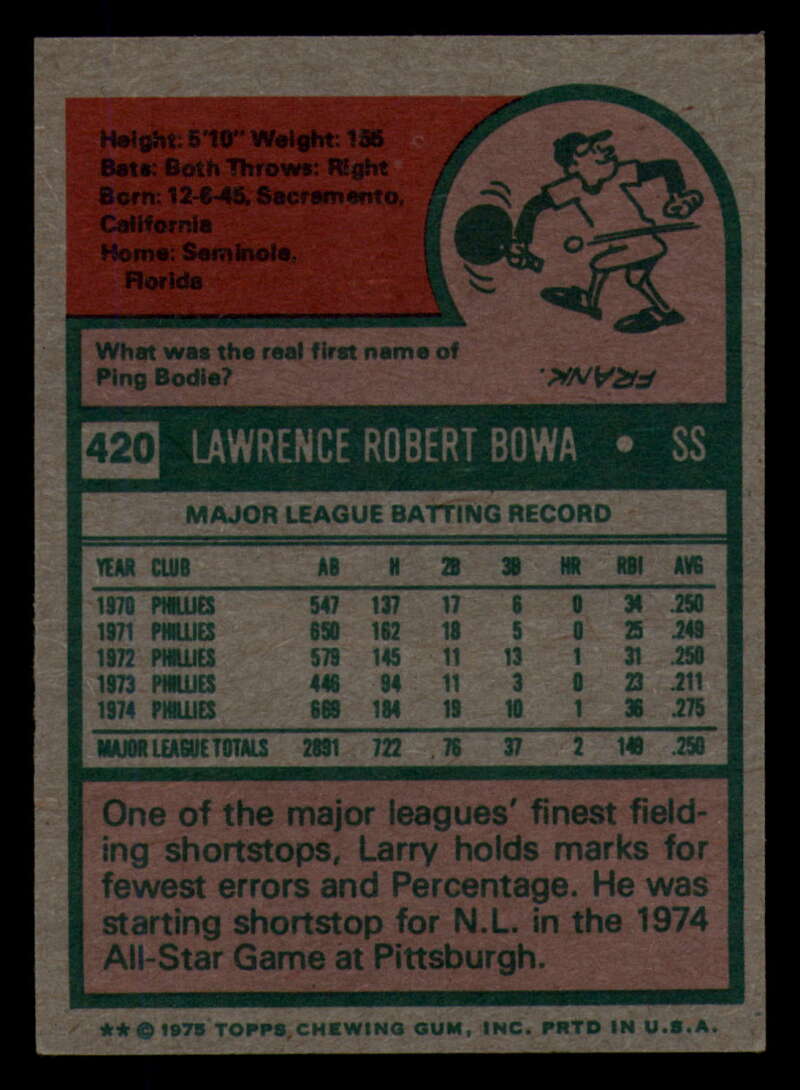 Height: 5'10" Weight: 155
Bats: Both Throws: Right
Born: 12-6-45, Sacramento,
California
Home: Seminole,
Florida
What was the real first name of
Ping Bodie?
FRANK.
420 LAWRENCE ROBERT BOWA • SS
MAJOR LEAGUE BATTING RECORD
YEAR CLUB AB H 2B 3B HR RBI AVG
1970 PHILLIES 547 137 17 6 0 34 .250
1971 PHILLIES 650 162 18 5 0 25 .249
1972 PHILLIES 579 145 11 13 1 31 .250
1973 PHILLIES 446 94 11 3 0 23 .211
1974 PHILLIES 669 184 19 10 1 36 .275
MAJOR LEAGUE TOTALS 2891 722 76 37 2 149 .250
One of the major leagues' finest field-
ing shortstops, Larry holds marks for
fewest errors and Percentage. He was
starting shortstop for N.L. in the 1974
All-Star Game at Pittsburgh.
** © 1975 TOPPS CHEWING GUM, INC. PRTD IN U.S.A.